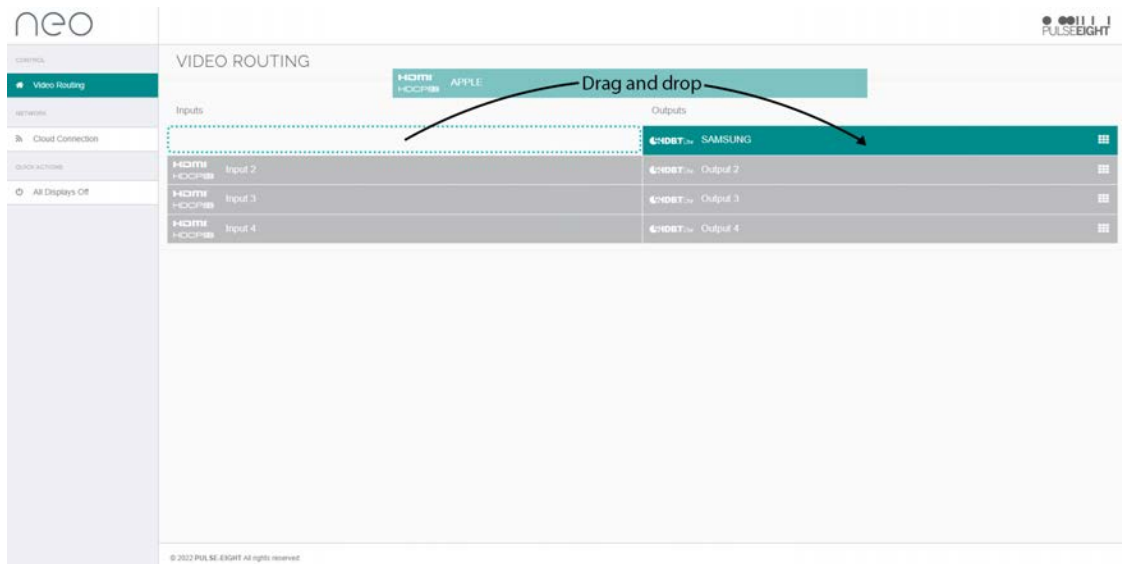 neo
PULSEEIGHT
CONTROL
Video Routing
NETWORK
Cloud Connection
QUICK ACTIONS
All Displays Off
VIDEO ROUTING
HDMI
HDCP
APPLE
Drag and drop
Inputs
Outputs
HDBT SAMSUNG
HDMI
HDCP
Input 2
HDBT Output 2
HDMI
HDCP
Input 3
HDBT Output 3
HDMI
HDCP
Input 4
HDBT Output 4
© 2022 PULSE-EIGHT All rights reserved.